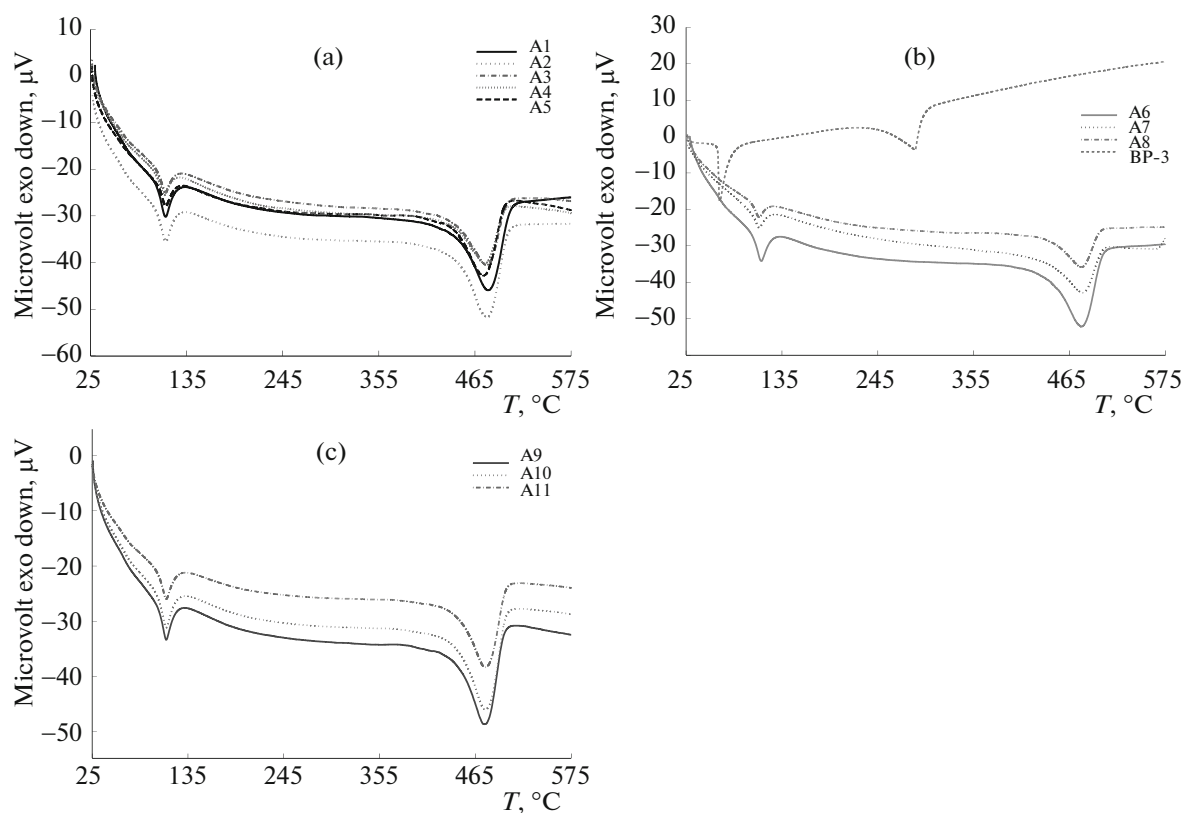 10
0
−10
−20
−30
−40
−50
−60
25
135
245
355
465
575
T, °C
Microvolt exo down, μV
(a)
A1
A2
A3
A4
A5
30
20
10
0
−10
−20
−30
−40
−50
25
135
245
355
465
575
T, °C
Microvolt exo down, μV
(b)
A6
A7
A8
BP-3
0
−10
−20
−30
−40
−50
25
135
245
355
465
575
T, °C
Microvolt exo down, μV
(c)
A9
A10
A11